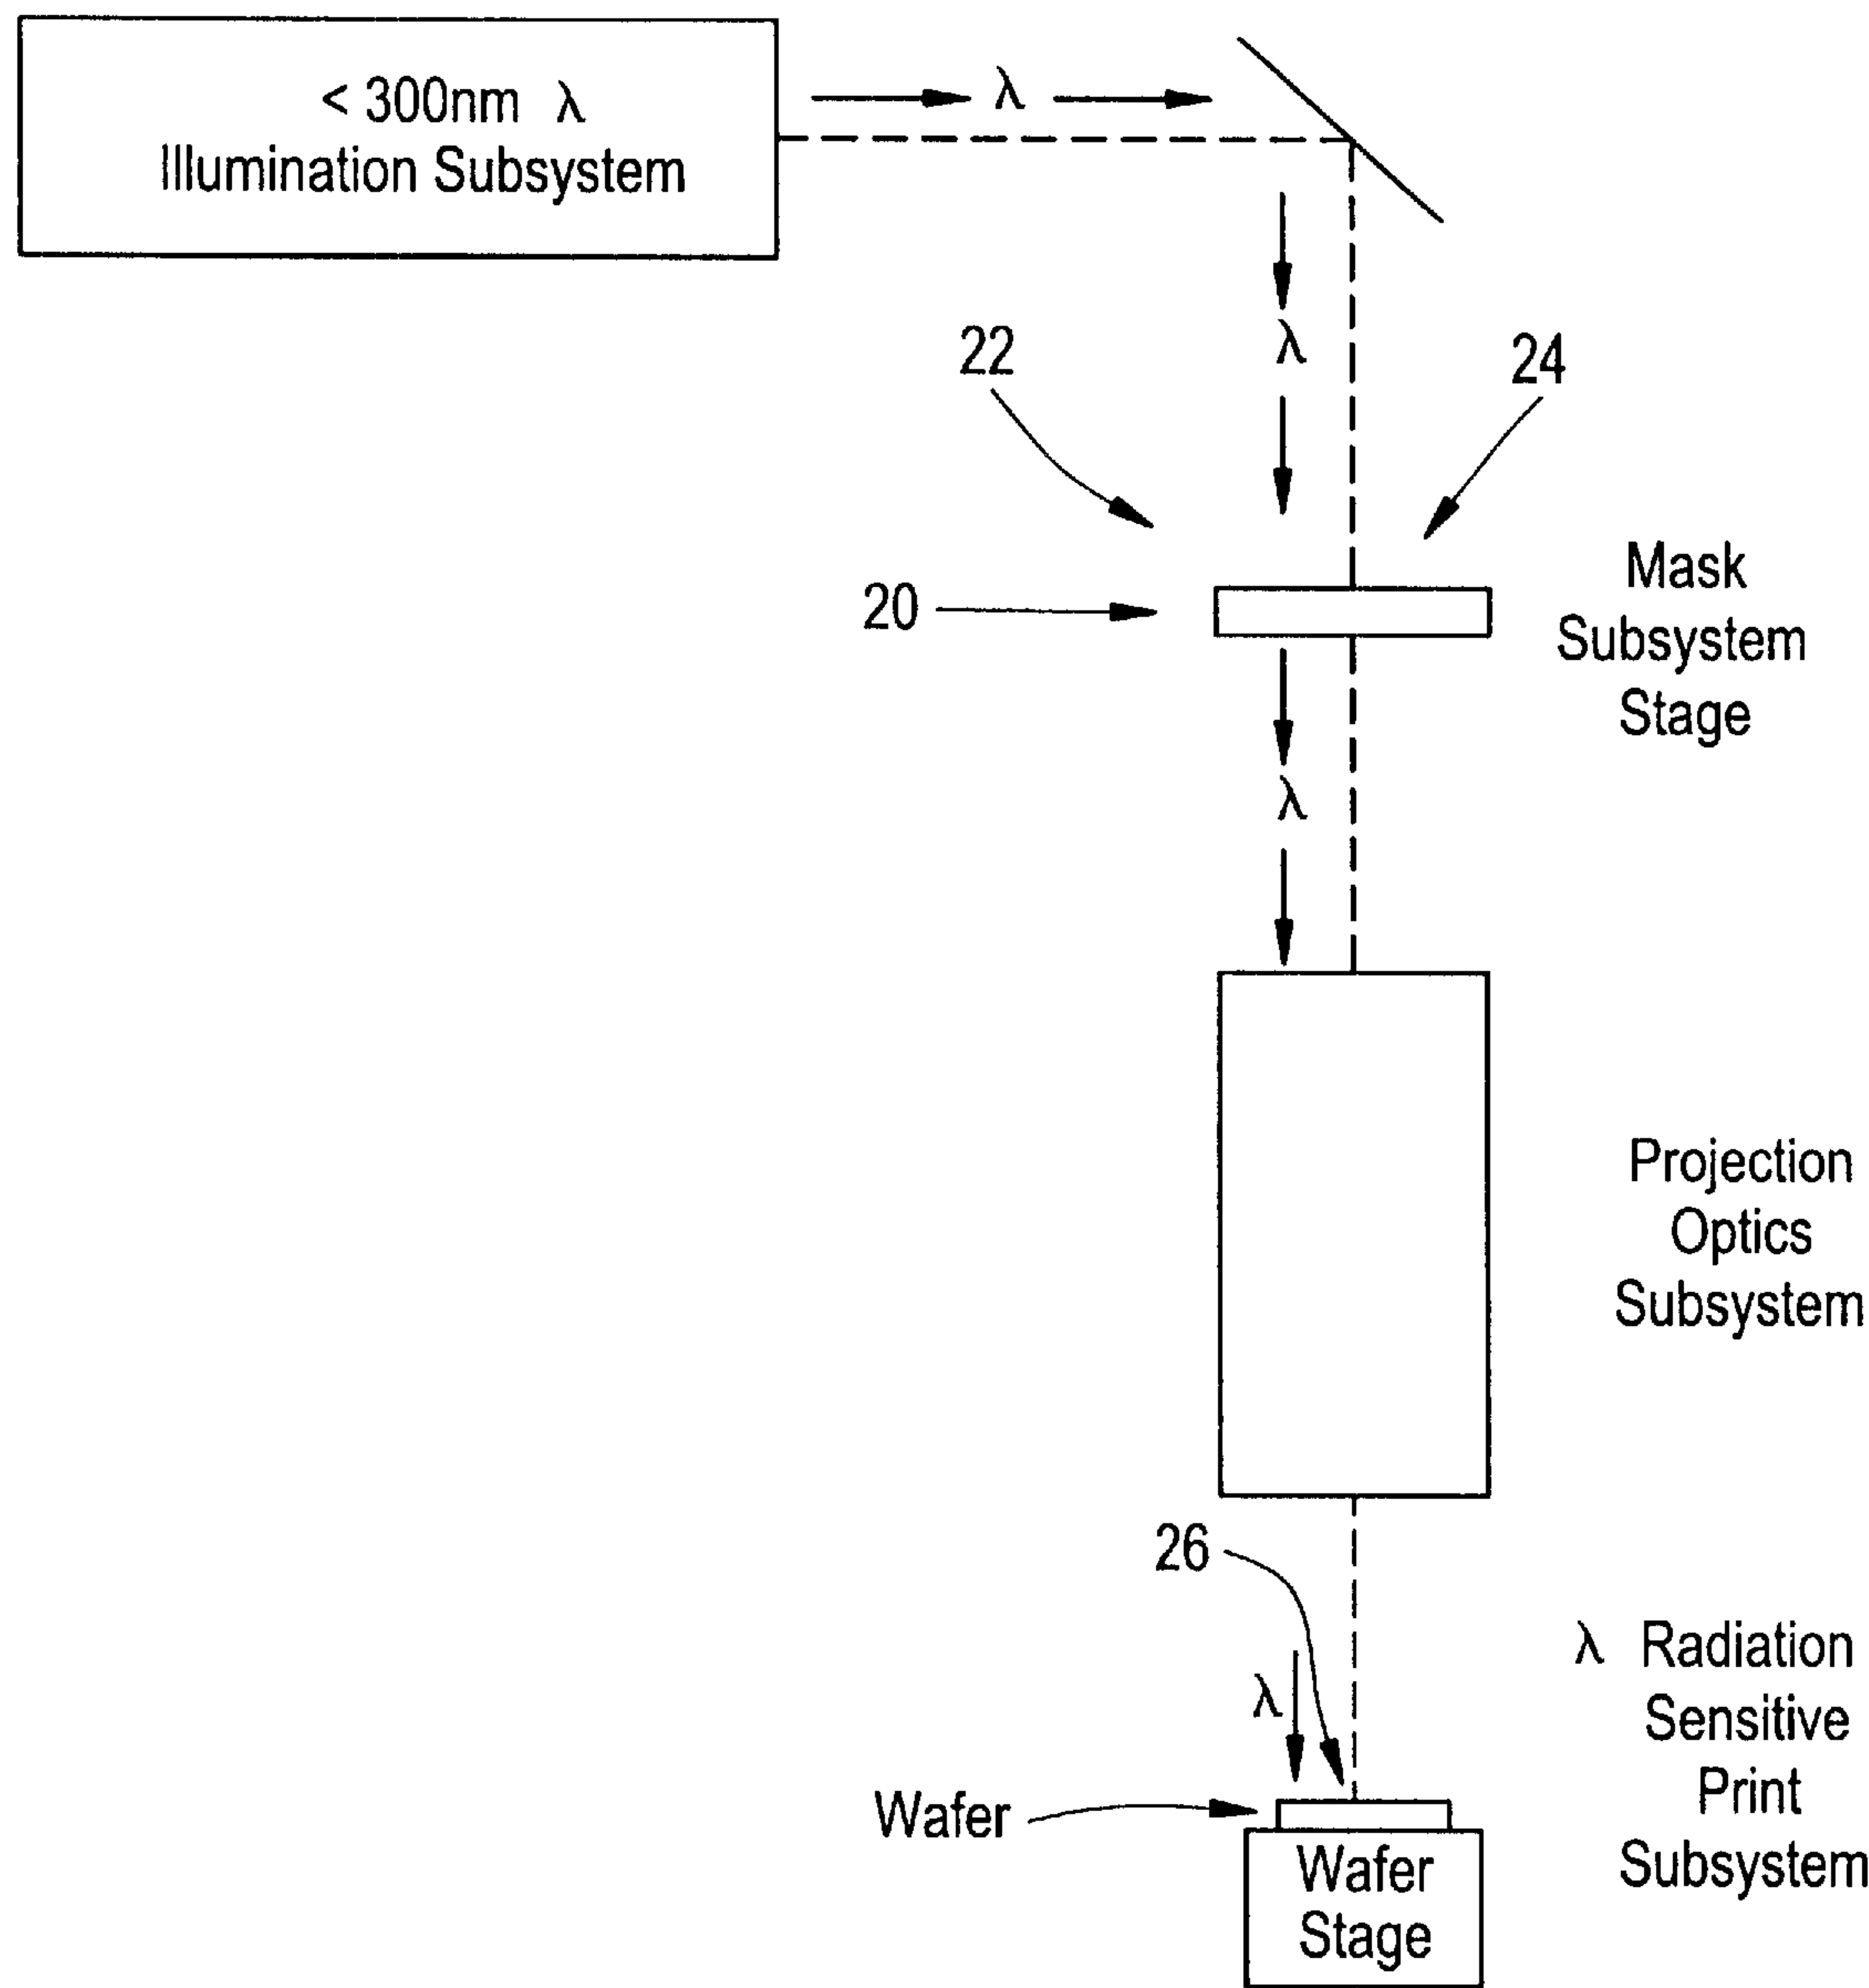 < 300nm λ
Illumination Subsystem
λ
λ
22
24
20
Mask
Subsystem
Stage
λ
Projection
Optics
Subsystem
26
λ Radiation
Sensitive
Print
Subsystem
λ
Wafer
Wafer
Stage